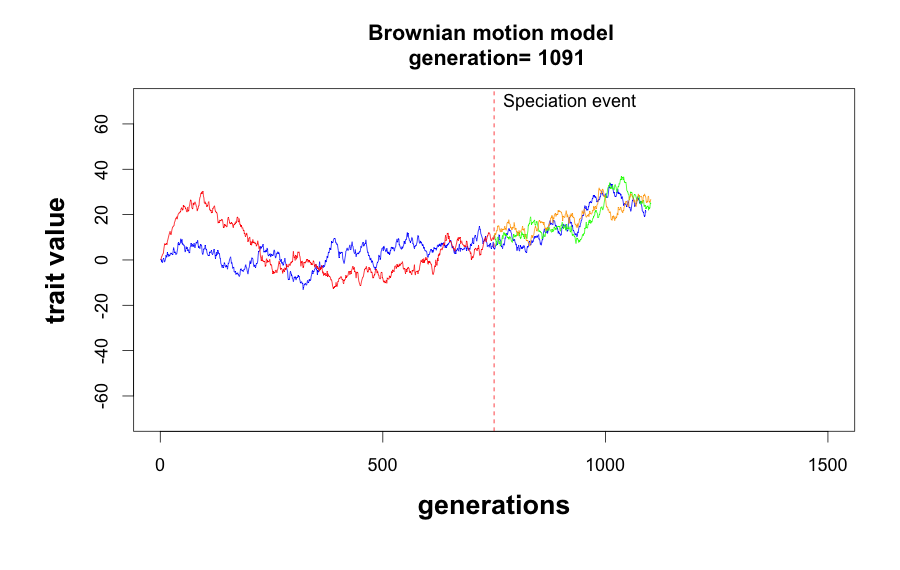 Brownian motion model
generation= 1091
Speciation event
trait value
60
40
20
0
-20
-40
-60
0
500
1000
1500
generations